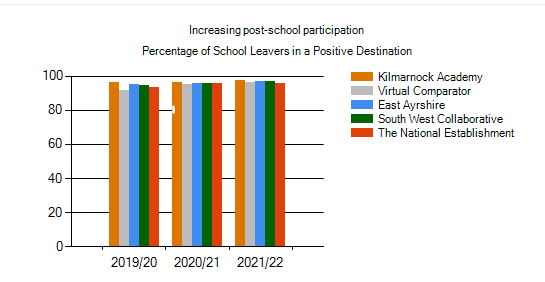 Increasing post-school participation
Percentage of School Leavers in a Positive Destination
100
80
60
40
20
0
2019/20 2020/21 2021/22
Kilmarnock Academy
Virtual Comparator
East Ayrshire
South West Collaborative
The National Establishment